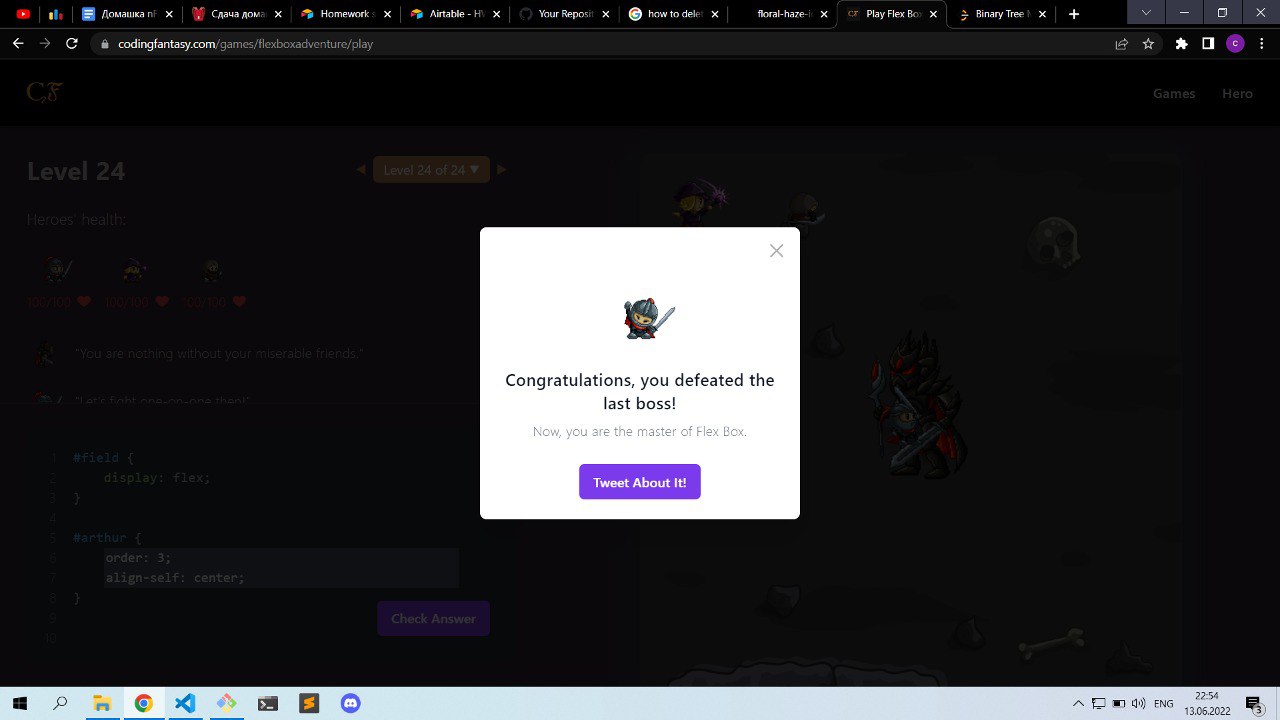 Домашка
Сдача дома
Homework s
Airtable - HW
Your Reposit
how to delet
floral-tree-k
Play Flex Box
Binary Tree M
codingfantasy.com/games/flexboxadventure/play
C
Games
Hero
Level 24
Level 24 of 24
Heroes' health:
100/100
100/100
100/100
"You are nothing without your miserable friends."
"Let's fight one-on-one then!"
1 #field {
2 display: flex;
3 }
4
5 #arthur {
6 order: 3;
7 align-self: center;
8 }
9
10
Check Answer
Congratulations, you defeated the
last boss!
Now, you are the master of Flex Box.
Tweet About It!
ENG
22:54
13.06.2022
3